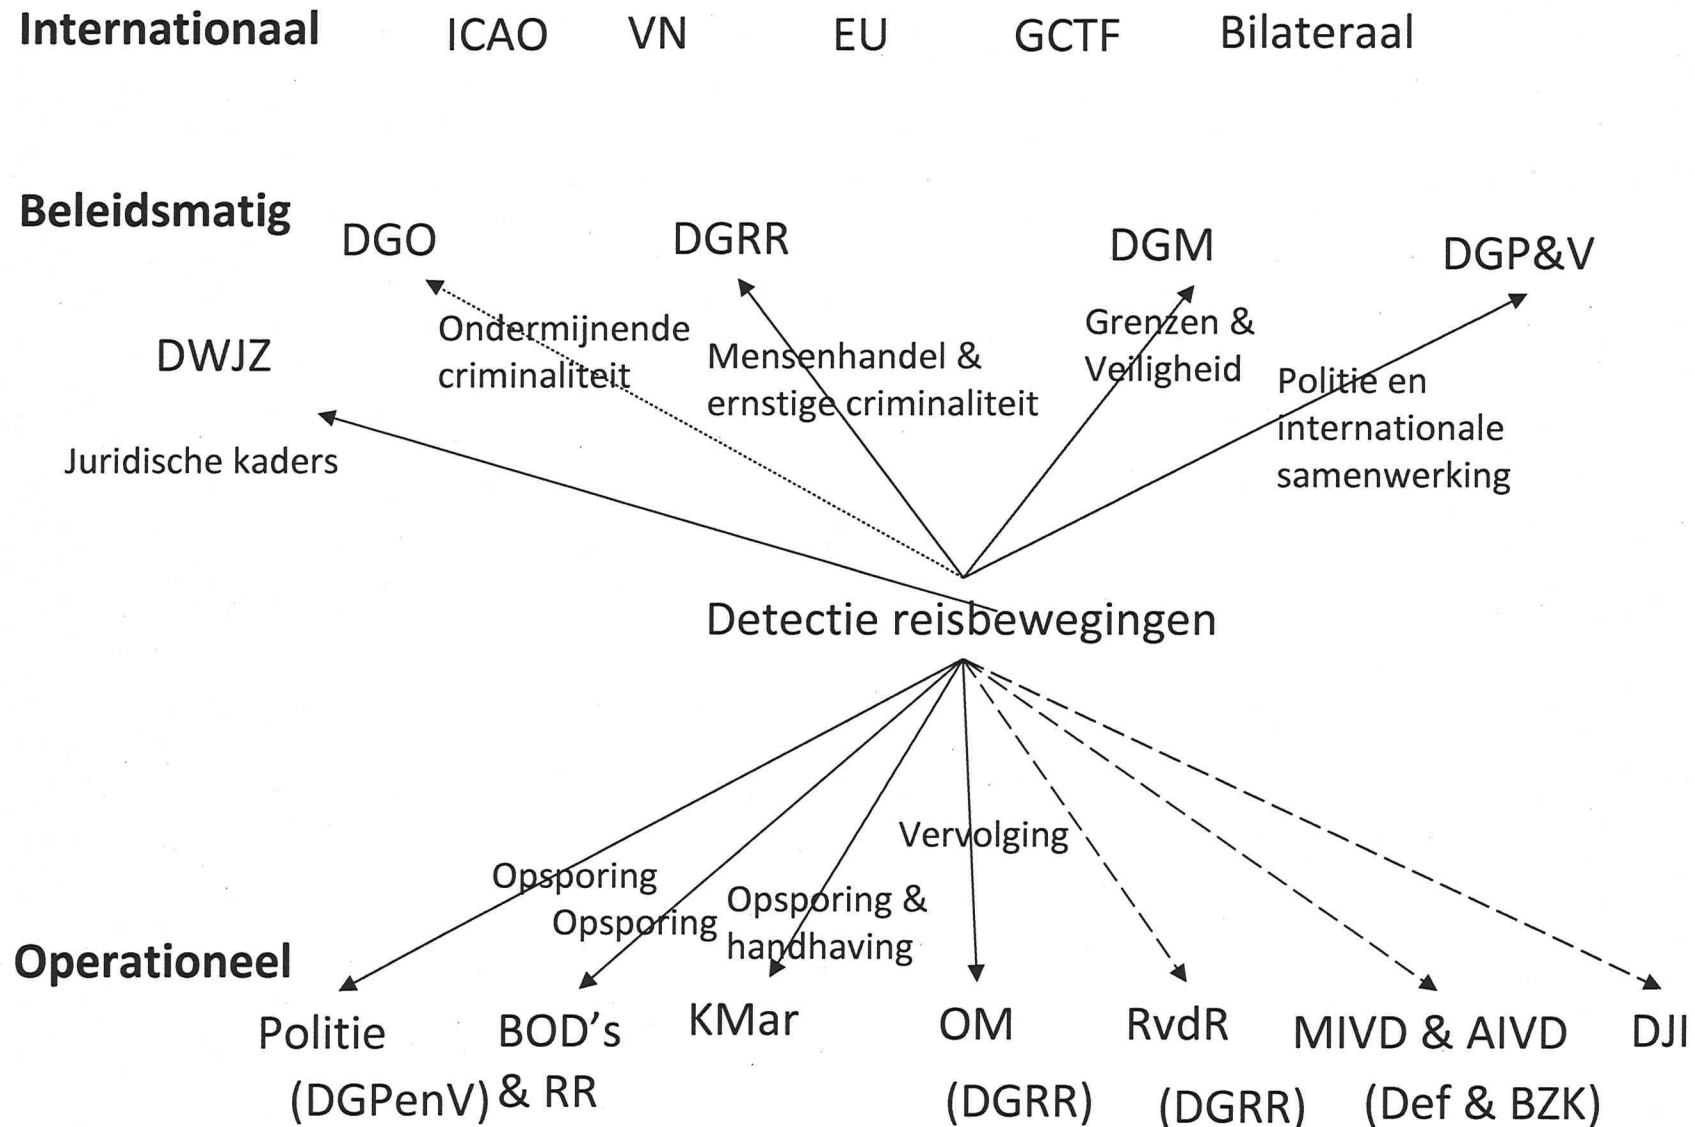 Internationaal ICAO VN EU GCTF Bilateraal
Beleidsmatig
DGO DGRR DGM DGP&V
Ondermijnende
criminaliteit
Mensenhandel &
ernstige criminaliteit
Grenzen &
Veiligheid
Politie en
internationale
samenwerking
DWJZ
Juridische kaders
Detectie reisbewegingen
Vervolging
Opsporing
Opsporing
Opsporing &
handhaving
Operationeel
Politie BOD's KMar OM RvdR MIVD & AIVD DJI
(DGPenV) & RR (DGRR) (DGRR) (Def & BZK)